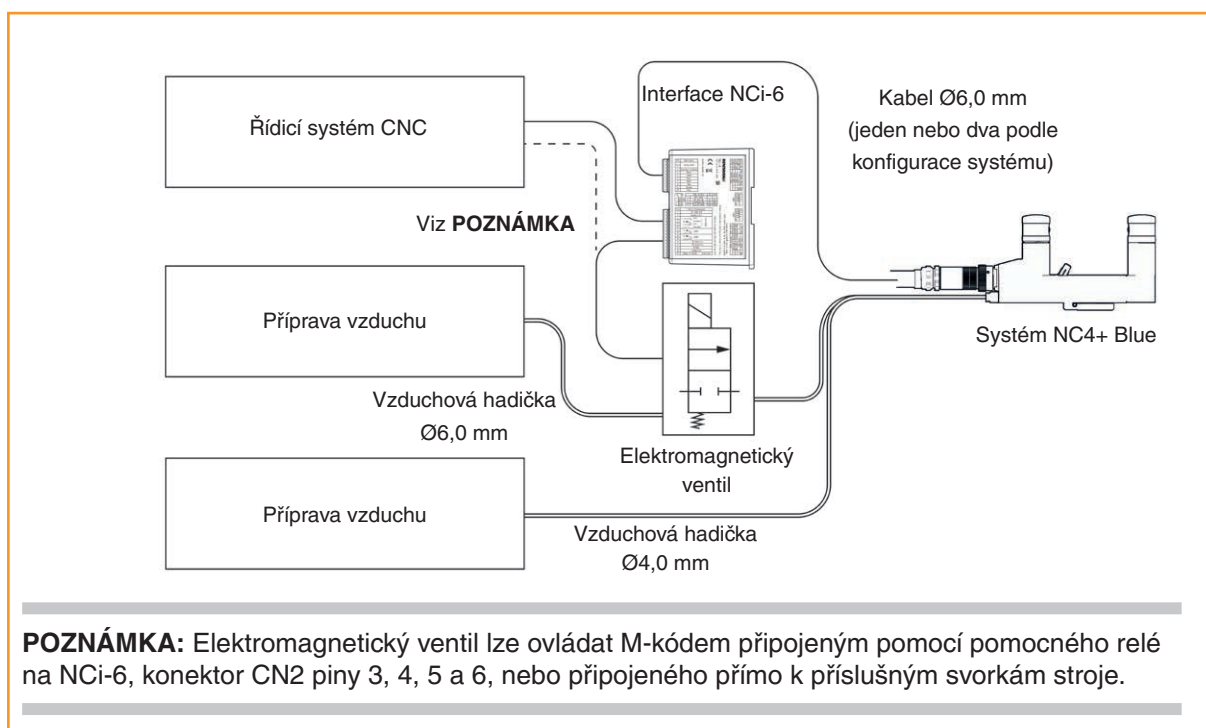 Řídicí systém CNC
Interface NCi-6
Kabel Ø6,0 mm
(jeden nebo dva podle
konfigurace systému)
Viz POZNÁMKA
Příprava vzduchu
Systém NC4+ Blue
Vzduchová hadička
Ø6,0 mm
Elektromagnetický
ventil
Příprava vzduchu
Vzduchová hadička
Ø4,0 mm
POZNÁMKA: Elektromagnetický ventil lze ovládat M-kódem připojeným pomocí pomocného relé
na NCi-6, konektor CN2 piny 3, 4, 5 a 6, nebo připojeného přímo k příslušným svorkám stroje.